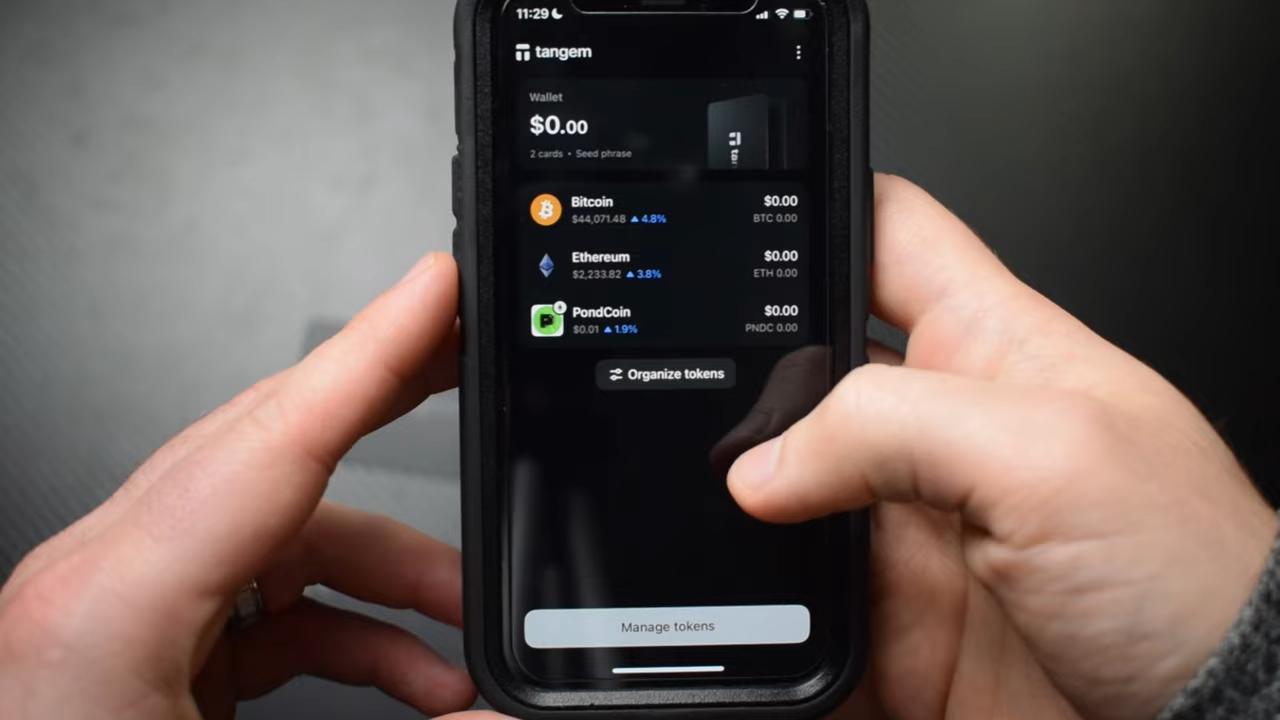 11:29
tangem
Wallet
$0.00
2 cards • Seed phrase
Bitcoin $0.00
$44,071.48 ▲ 4.8% BTC 0.00
Ethereum $0.00
$2,233.82 ▲ 3.8% ETH 0.00
PondCoin $0.00
$0.01 ▲ 1.9% PNDC 0.00
Organize tokens
Manage tokens